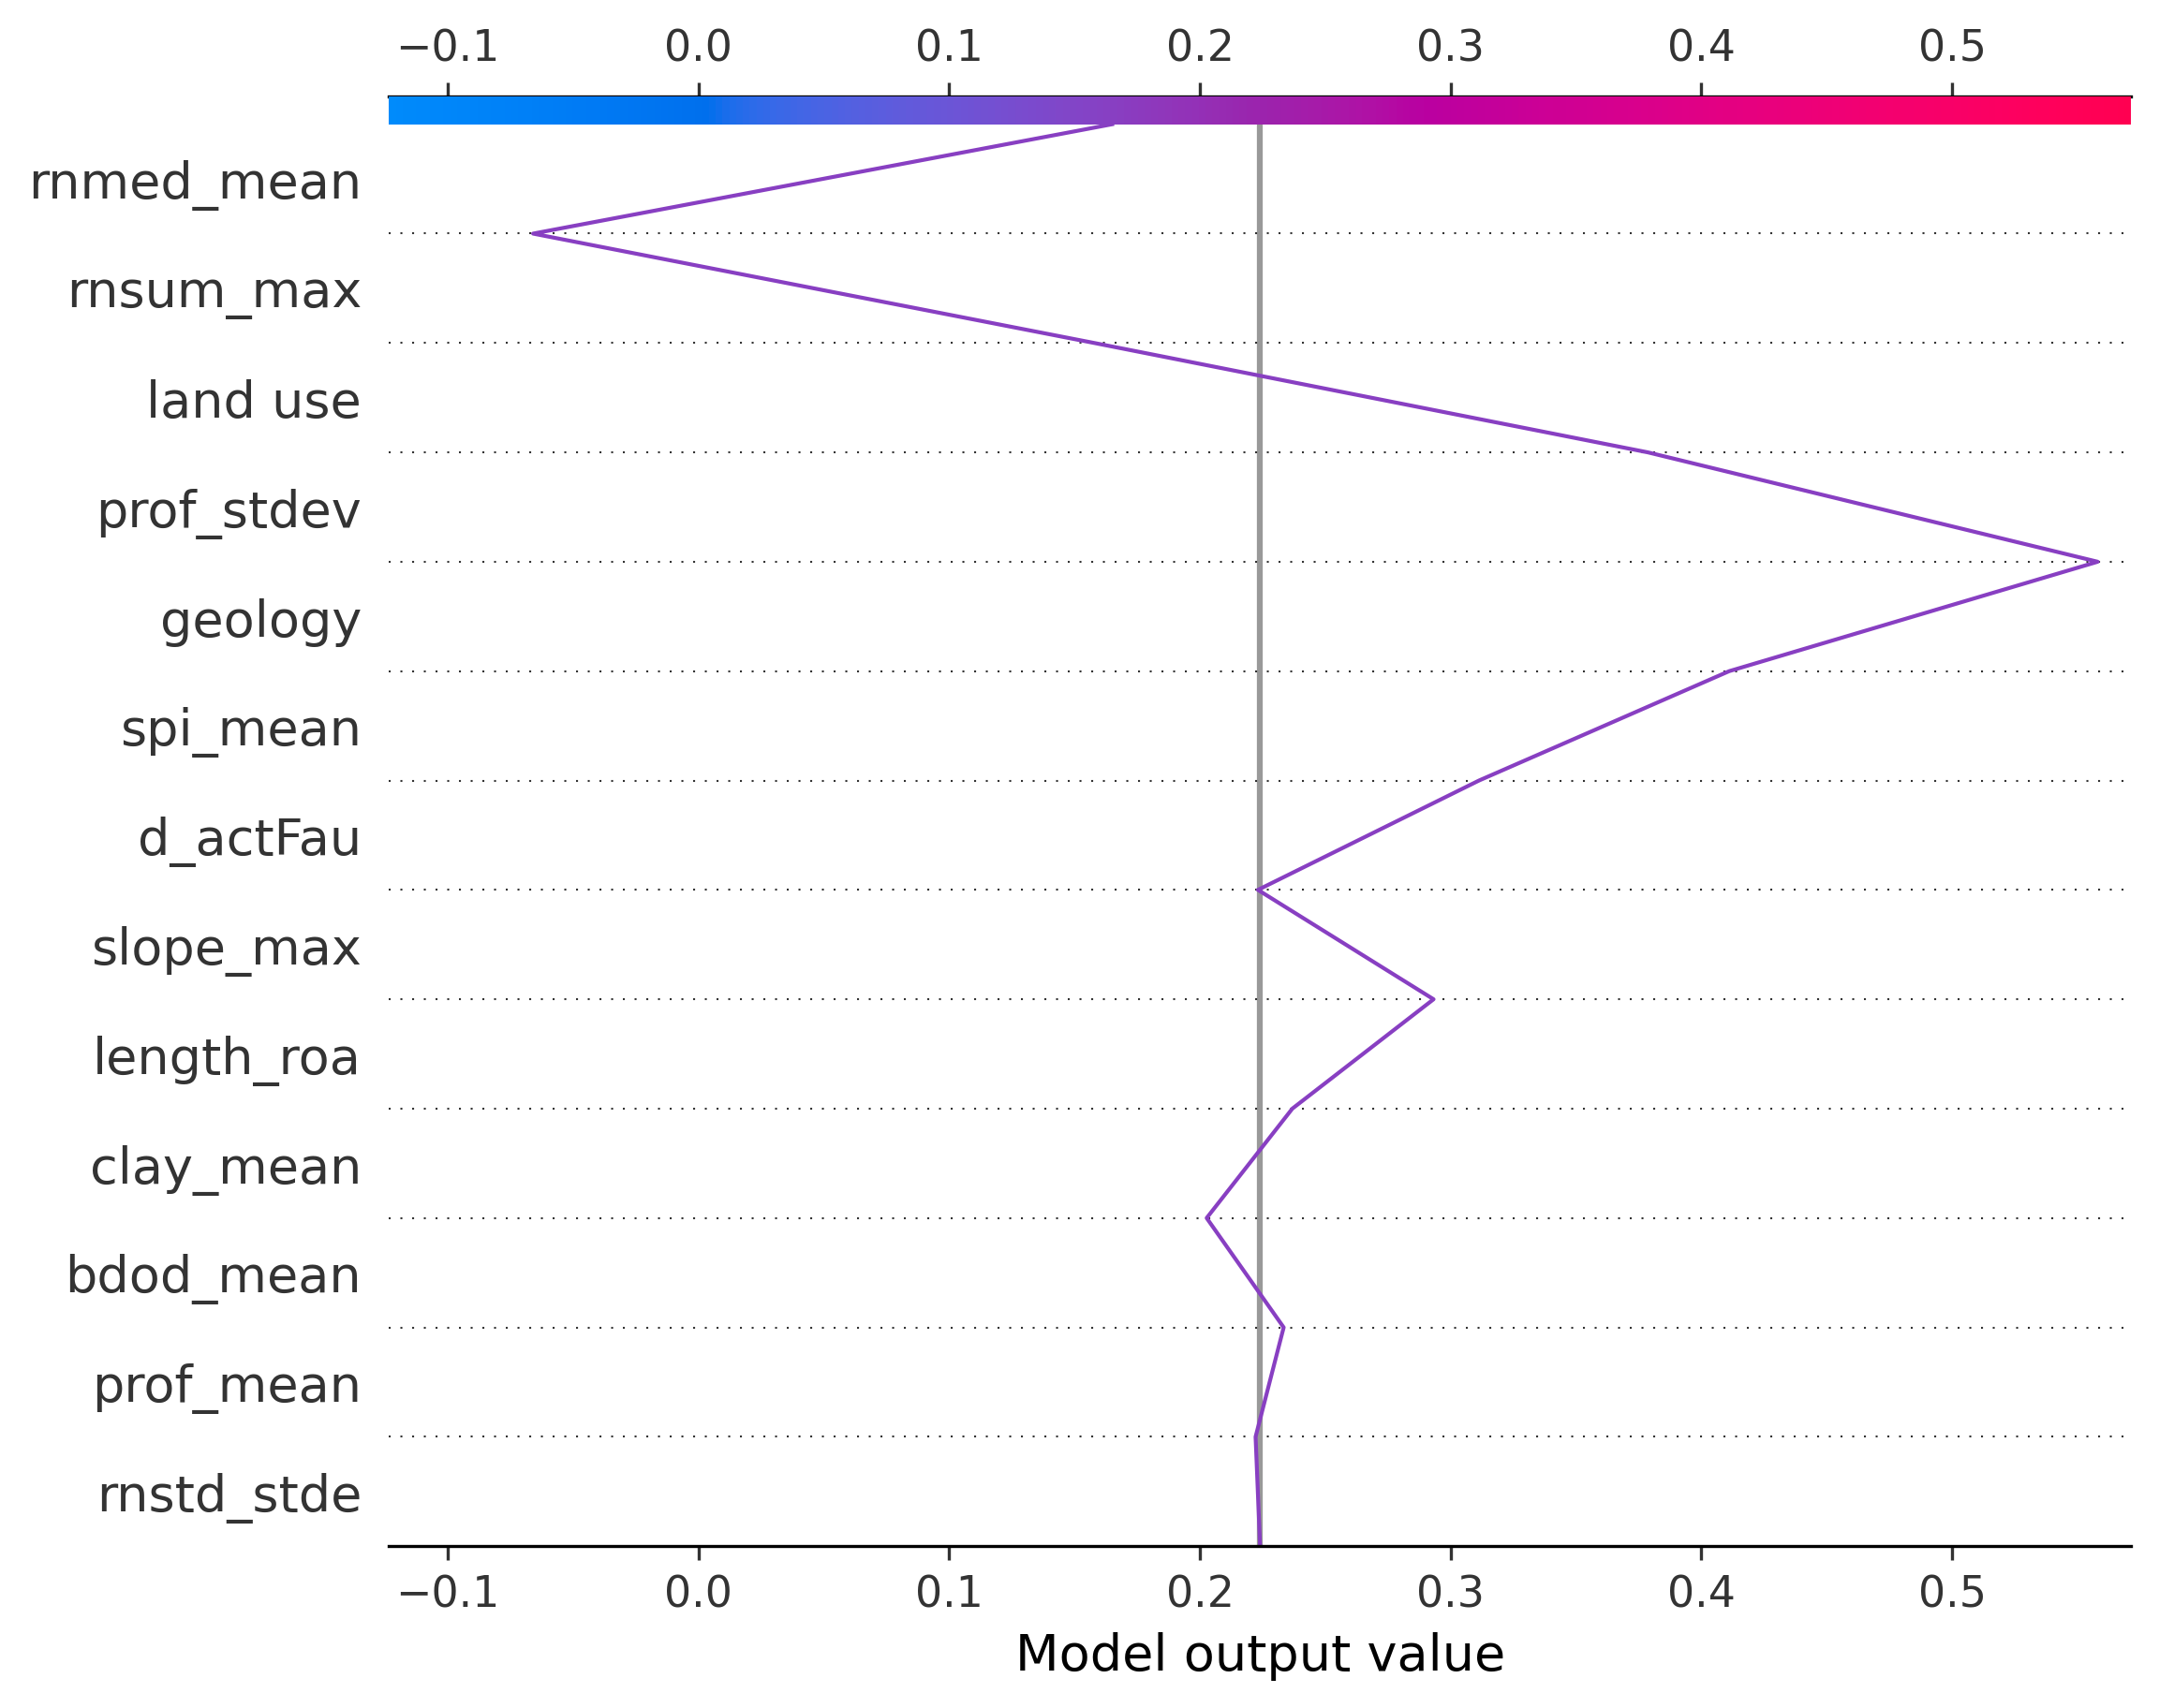 −0.1 0.0 0.1 0.2 0.3 0.4 0.5
rnmed_mean
rnsum_max
land use
prof_stdev
geology
spi_mean
d_actFau
slope_max
length_roa
clay_mean
bdod_mean
prof_mean
rnstd_stde
−0.1 0.0 0.1 0.2 0.3 0.4 0.5
Model output value